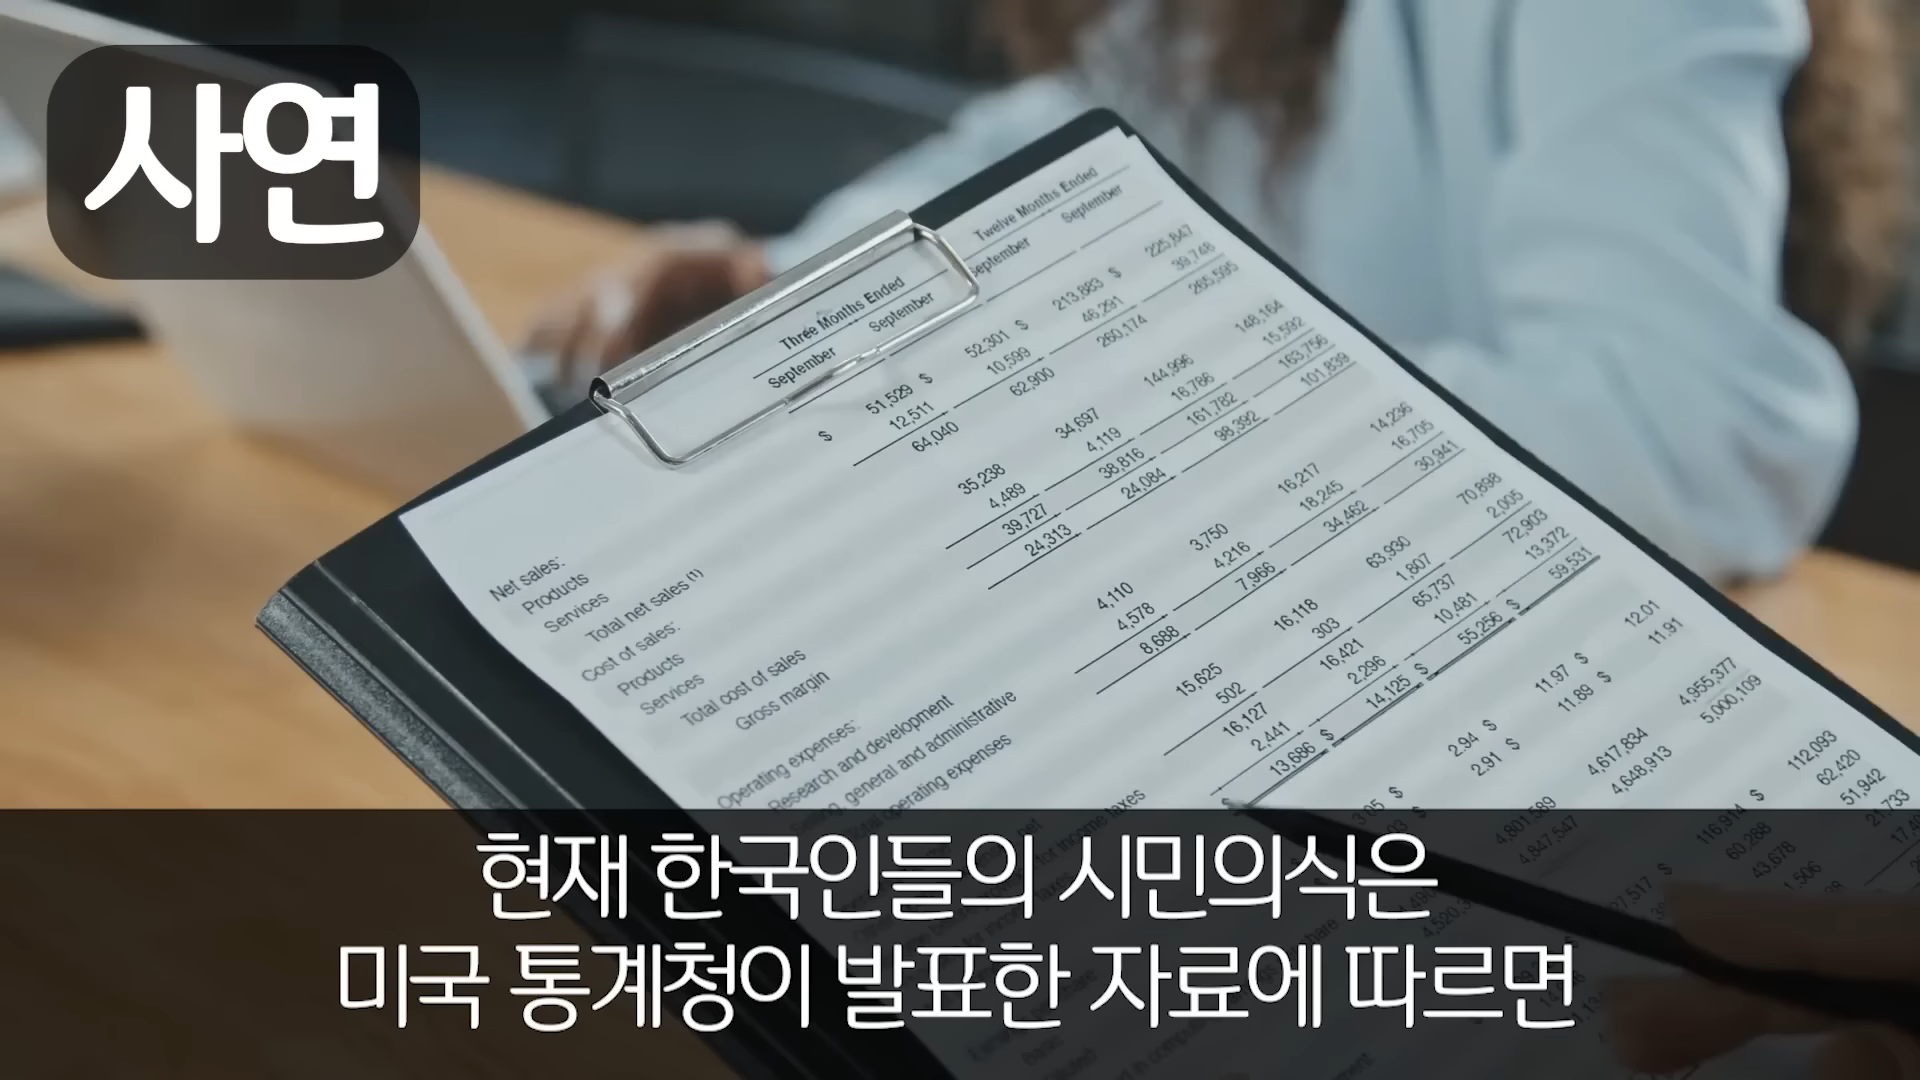 사연
Twelve Months Ended
Three Months Ended
September
September
September
September
Net sales:
Products
$ 51,529 $ 52,301 $ 213,883 $ 225,847
Services
12,511 10,599 46,291 39,748
Total net sales (1)
64,040 62,900 260,174 265,595
Cost of sales:
Products
35,238 34,697 144,996 148,164
Services
4,489 4,119 16,786 15,592
Total cost of sales
39,727 38,816 161,782 163,756
Gross margin
24,313 24,084 98,392 101,839
Operating expenses:
Research and development
4,110 3,750 16,217 14,236
general and administrative
4,578 4,216 18,245 16,705
operating expenses
8,688 7,966 34,462 30,941
15,625 16,118 63,930 70,898
502 303 1,807 2,005
16,127 16,421 65,737 72,903
2,441 2,296 10,481 13,372
$ 13,686 $ 14,125 $ 55,256 $ 59,531
2.94 $ 11.97 $ 12.01
2.91 $ 11.89 $ 11.91
4,617,834 4,955,377
4,648,913 5,000,109
현재 한국인들의 시민의식은
미국 통계청이 발표한 자료에 따르면